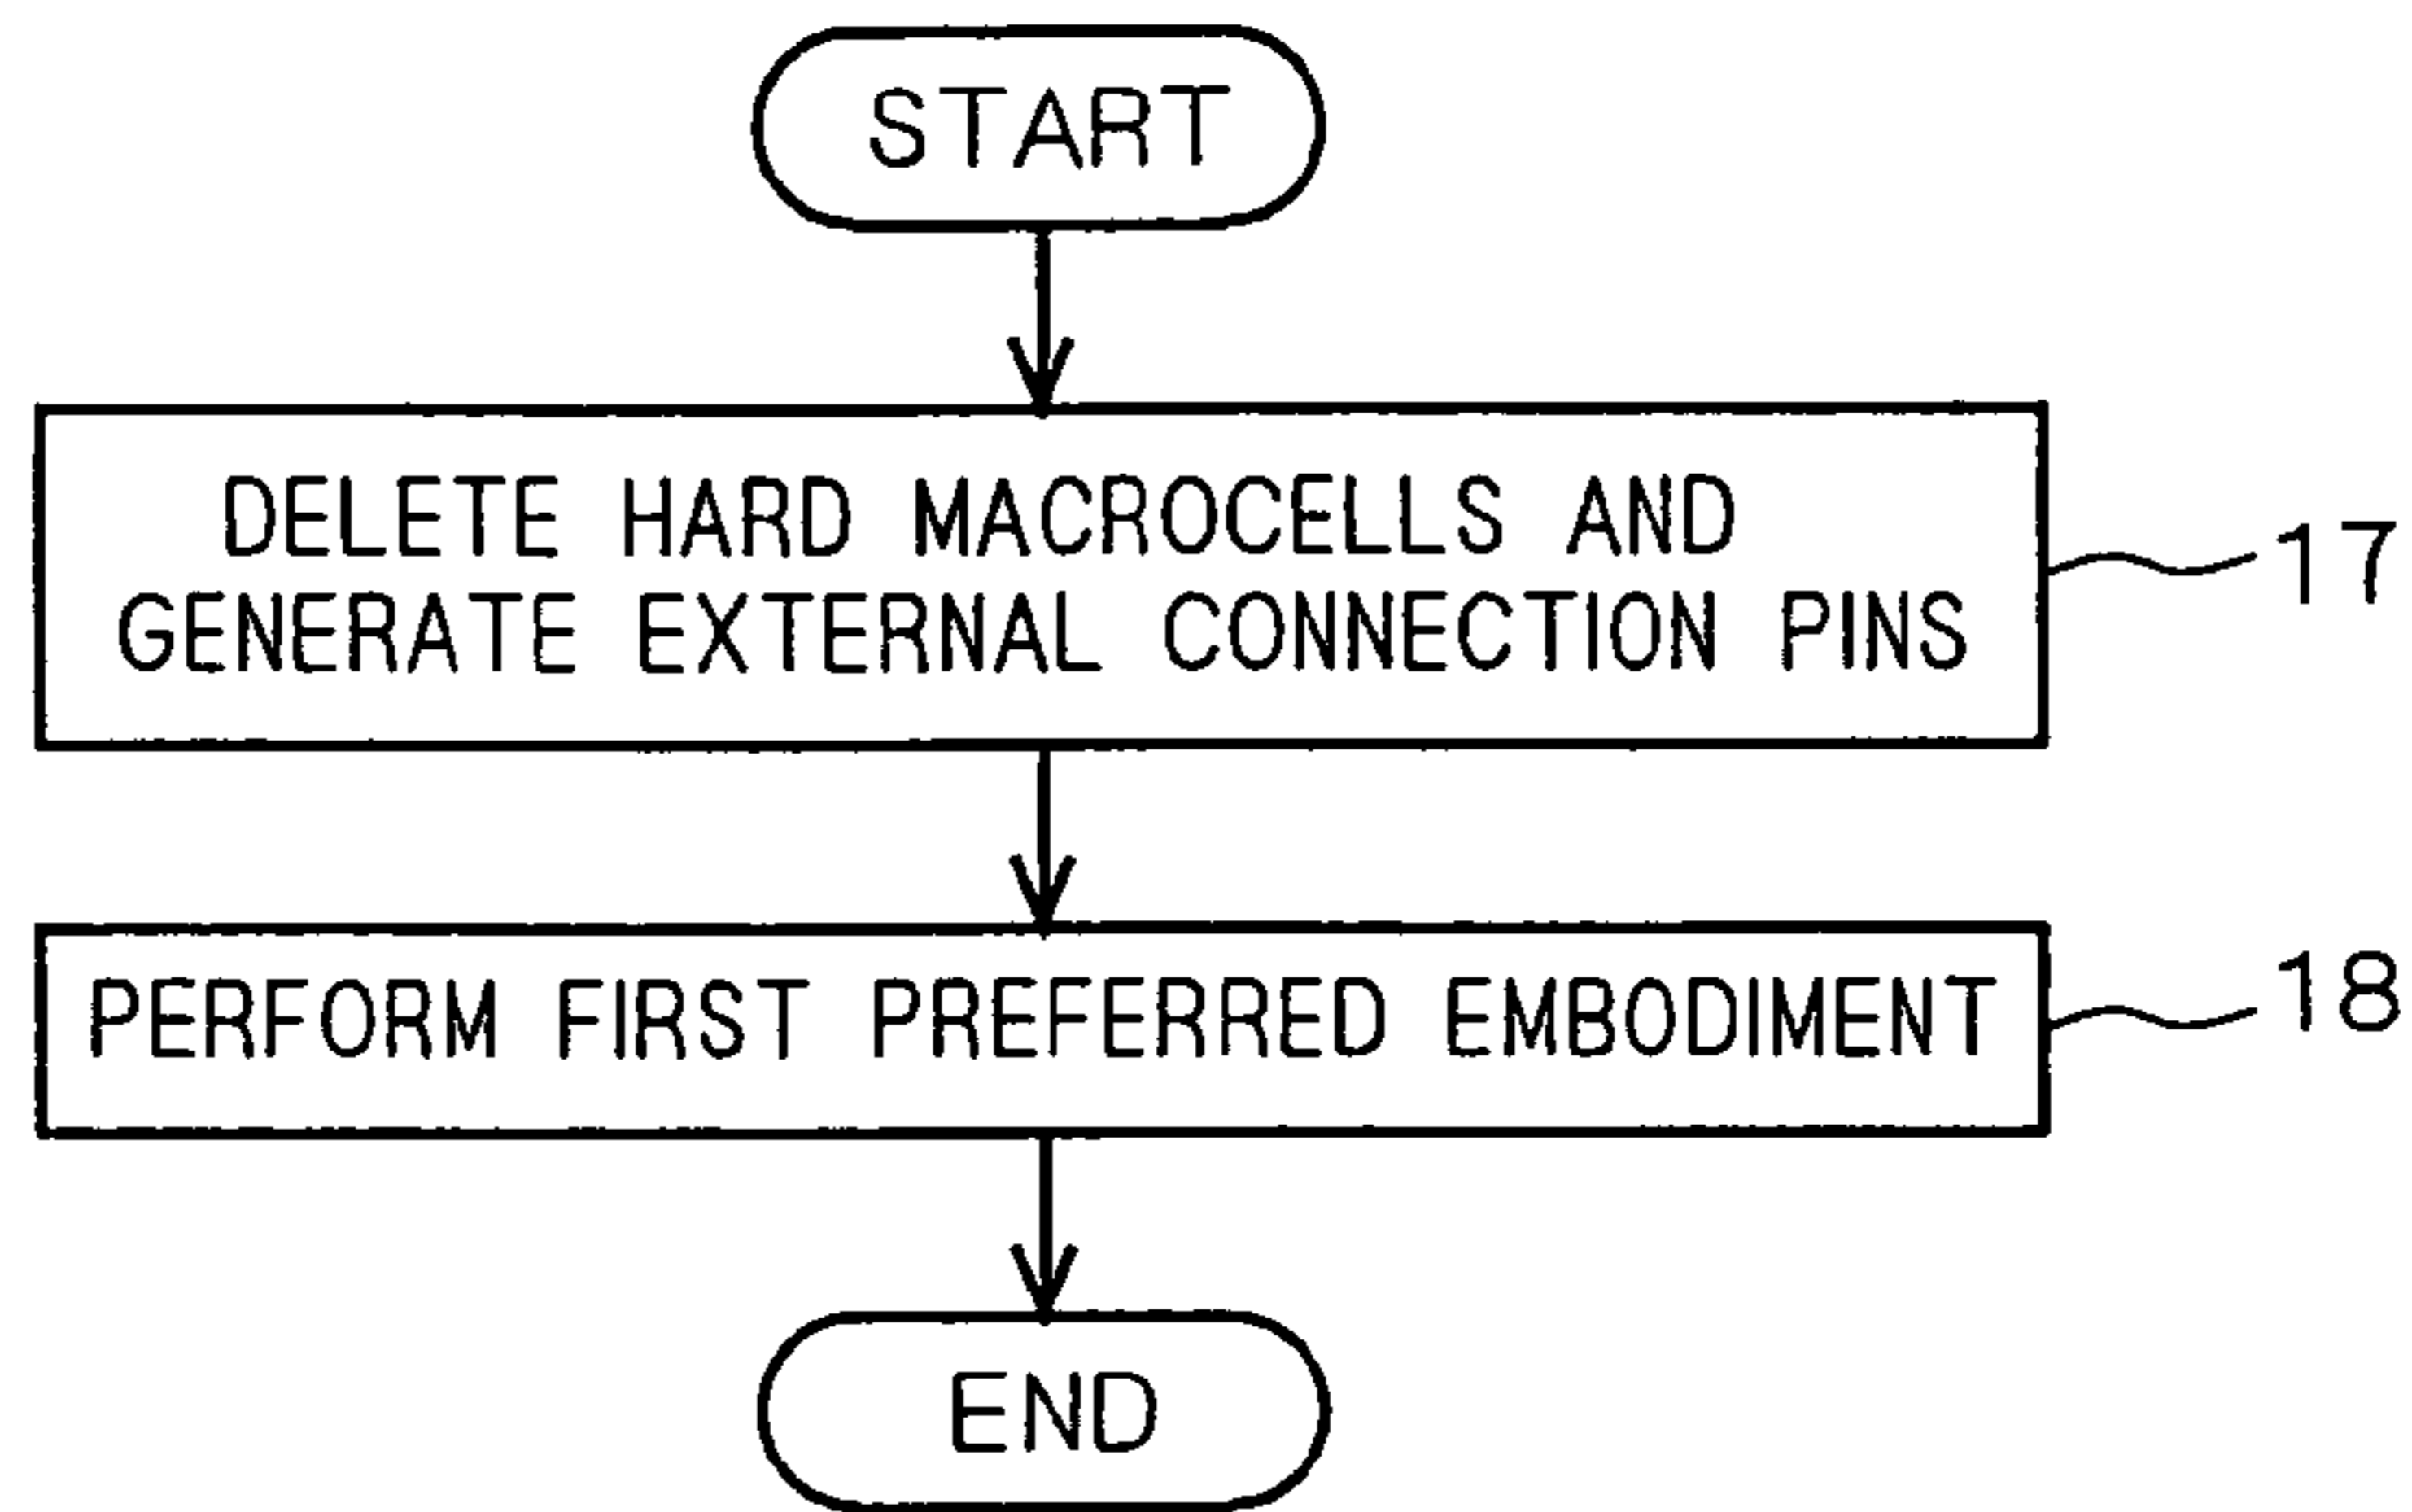 START
DELETE HARD MACROCELLS AND
GENERATE EXTERNAL CONNECTION PINS
17
PERFORM FIRST PREFERRED EMBODIMENT
18
END